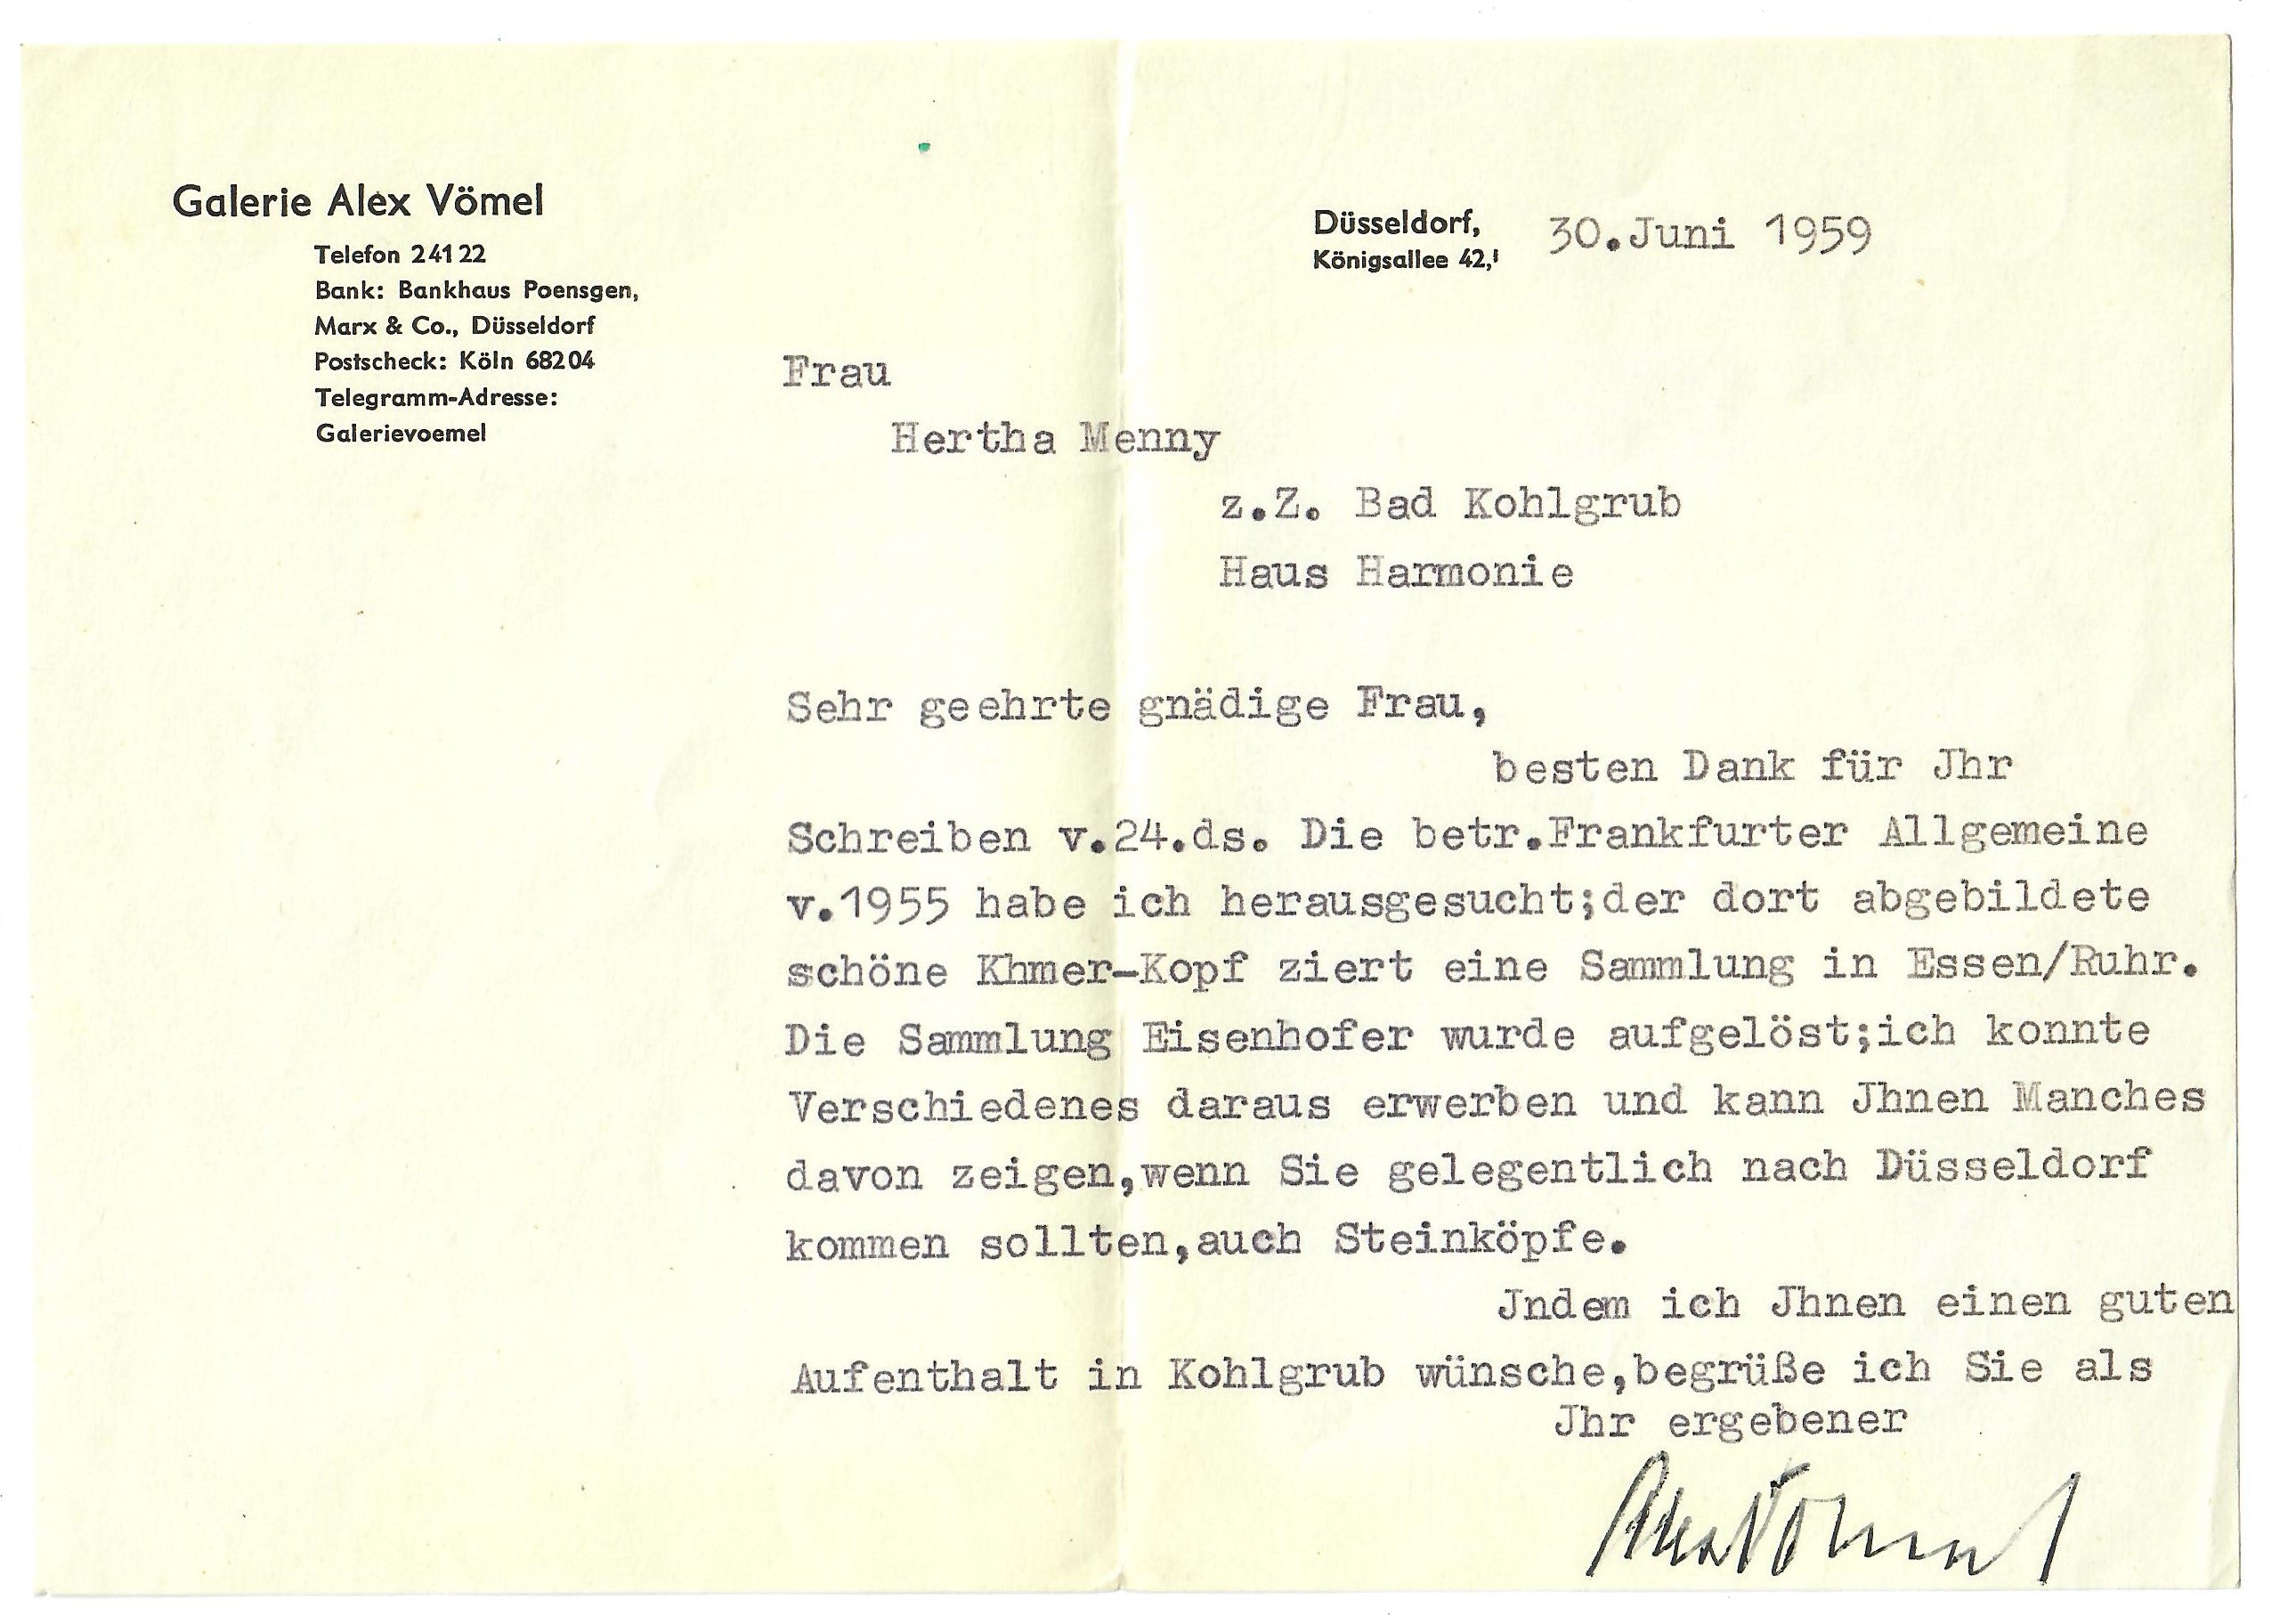 Galerie Alex Vömel
Telefon 24122
Bank: Bankhaus Poensgen,
Marx & Co., Düsseldorf
Postscheck: Köln 68204
Telegramm-Adresse:
Galerievoemel
Düsseldorf, 30.Juni 1959
Königsallee 42,I
Frau
Hertha Menny
z.Z. Bad Kohlgrub
Haus Harmonie
Sehr geehrte gnädige Frau,
besten Dank für Jhr
Schreiben v.24.ds. Die betr.Frankfurter Allgemeine
v.1955 habe ich herausgesucht;der dort abgebildete
schöne Khmer-Kopf ziert eine Sammlung in Essen/Ruhr.
Die Sammlung Eisenhofer wurde aufgelöst;ich konnte
Verschiedenes daraus erwerben und kann Jhnen Manches
davon zeigen,wenn Sie gelegentlich nach Düsseldorf
kommen sollten,auch Steinköpfe.
Jndem ich Jhnen einen guten
Aufenthalt in Kohlgrub wünsche,begrüße ich Sie als
Jhr ergebener
Alex Vömel